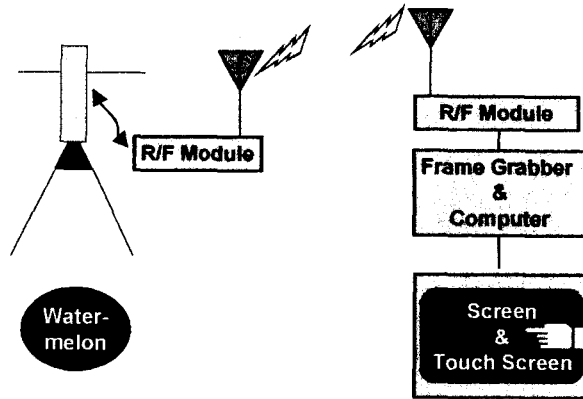 R/F Module
R/F Module
Frame Grabber
&
Computer
Water-
melon
Screen
&
Touch Screen